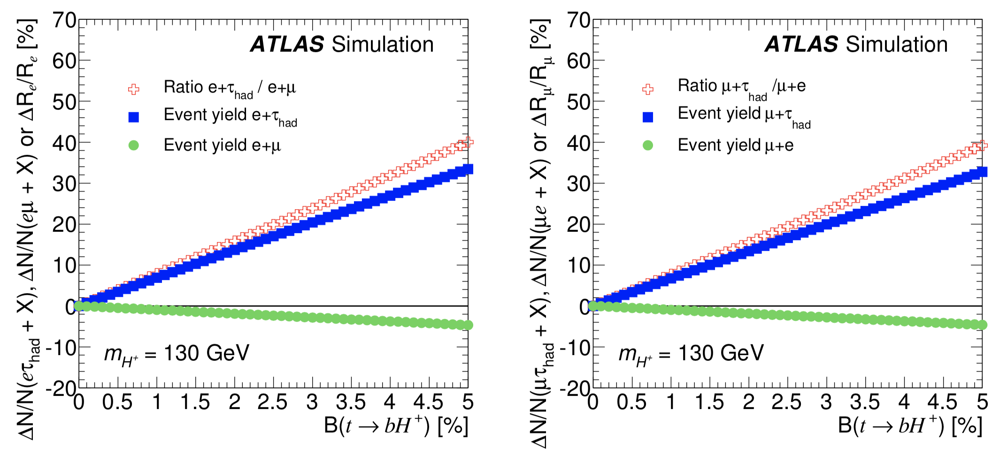 ΔN/N(eτhad + X), ΔN/N(eμ + X) or ΔRe/Re [%]
70
60
50
40
30
20
10
0
-10
-20
ATLAS Simulation
Ratio e+τhad / e+μ
Event yield e+τhad
Event yield e+μ
mH+ = 130 GeV
0 0.5 1 1.5 2 2.5 3 3.5 4 4.5 5
B(t → bH+) [%]
ΔN/N(μτhad + X), ΔN/N(μe + X) or ΔRμ/Rμ [%]
70
60
50
40
30
20
10
0
-10
-20
ATLAS Simulation
Ratio μ+τhad /μ+e
Event yield μ+τhad
Event yield μ+e
mH+ = 130 GeV
0 0.5 1 1.5 2 2.5 3 3.5 4 4.5 5
B(t → bH+) [%]